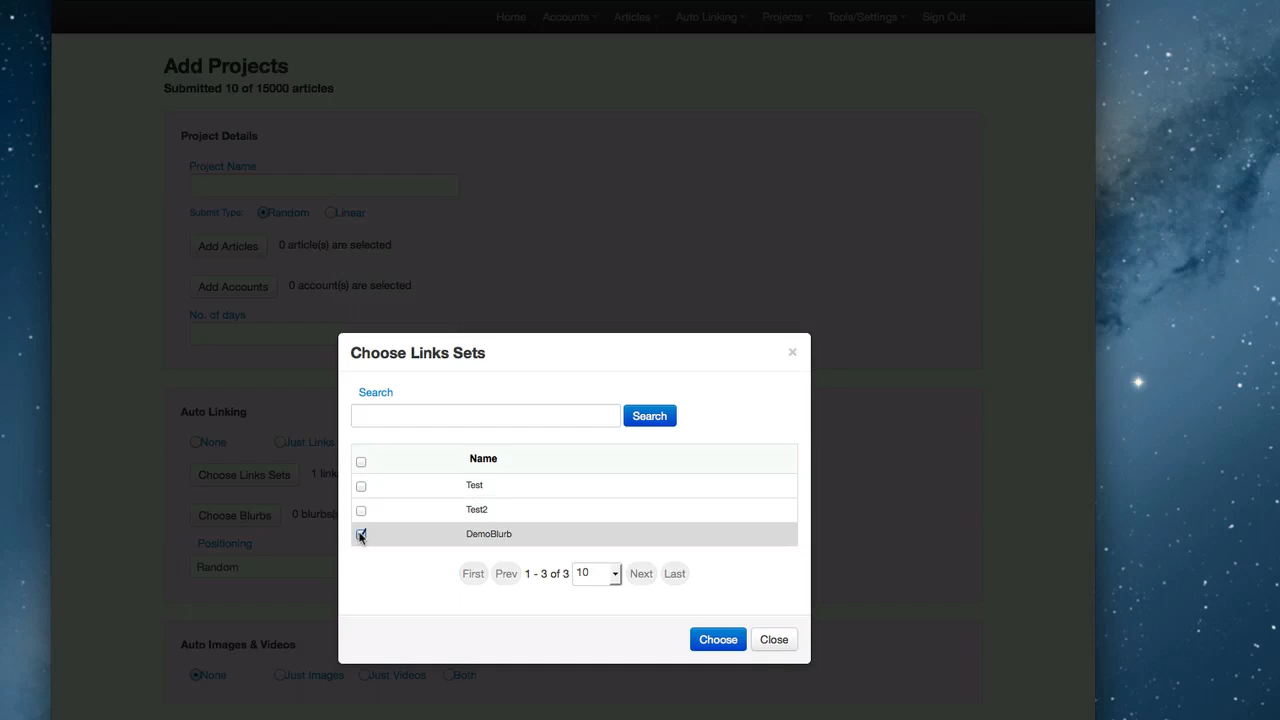 Home Accounts Articles Auto Linking Projects Tools/Settings Sign Out
Add Projects
Submitted 10 of 15000 articles
Project Details
Project Name
Submit Type: Random Linear
Add Articles 0 article(s) are selected
Add Accounts 0 account(s) are selected
No. of days
Auto Linking
None Just Links
Choose Links Sets 1 link
Choose Blurbs 0 blurbs(s)
Positioning
Random
Choose Links Sets ×
Search
Search
Name
Test
Test2
DemoBlurb
First Prev 1 - 3 of 3 10 Next Last
Choose Close
Auto Images & Videos
None Just Images Just Videos Both